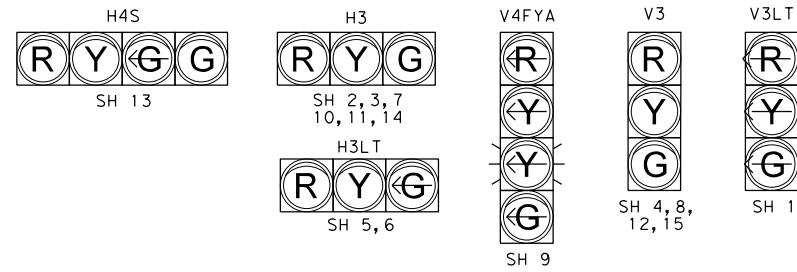 H4S
R Y G G
SH 13
H3
R Y G
SH 2,3,7
10,11,14
H3LT
R Y G
SH 5,6
V4FYA
R
Y
Y
G
SH 9
V3
R
Y
G
SH 4,8,
12,15
V3LT
R
Y
G
SH 1